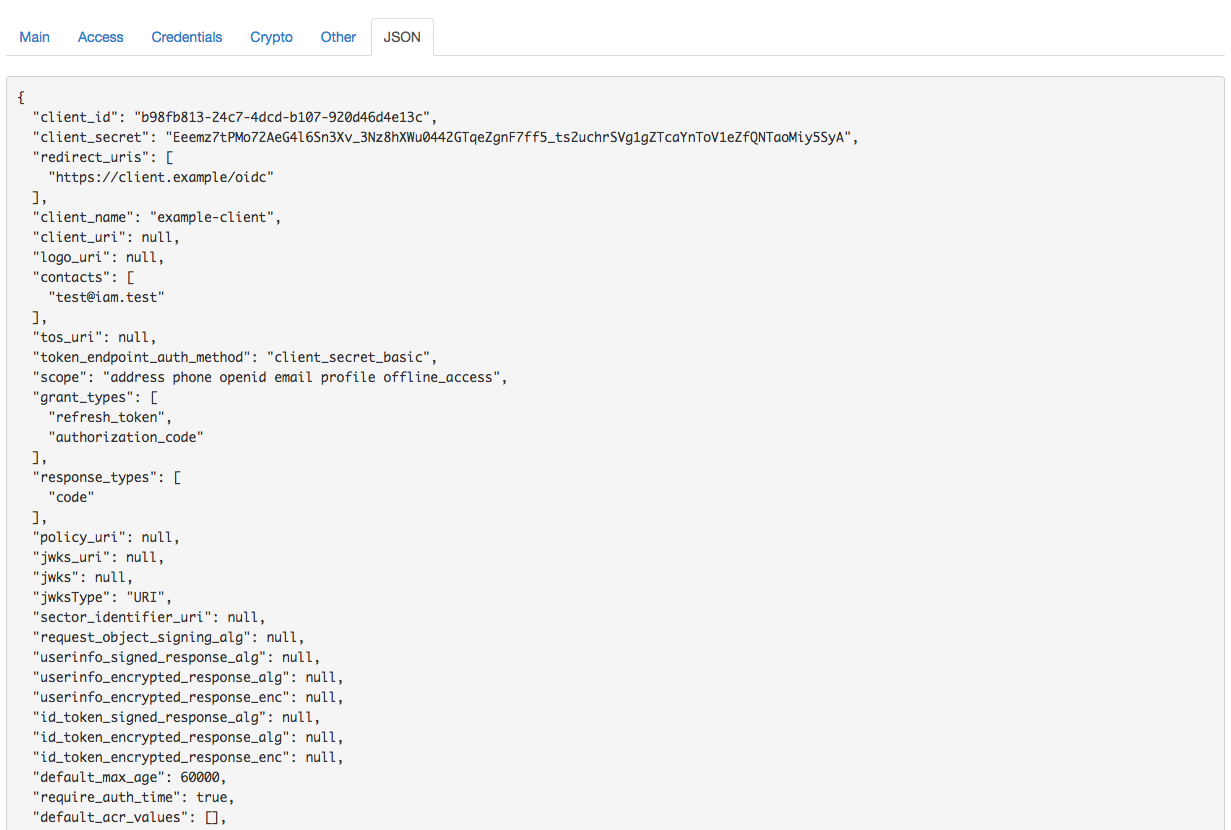 Main Access Credentials Crypto Other JSON
{
"client_id": "b98fb813-24c7-4dcd-b107-920d46d4e13c",
"client_secret": "Eeemz7tPMo72AeG4l6Sn3Xv_3Nz8hXWu0442GTqeZgnF7ff5_tsZuchrSVg1gZTcaYnToV1eZfQNTaoMiy5SyA",
"redirect_uris": [
"https://client.example/oidc"
],
"client_name": "example-client",
"client_uri": null,
"logo_uri": null,
"contacts": [
"test@iam.test"
],
"tos_uri": null,
"token_endpoint_auth_method": "client_secret_basic",
"scope": "address phone openid email profile offline_access",
"grant_types": [
"refresh_token",
"authorization_code"
],
"response_types": [
"code"
],
"policy_uri": null,
"jwks_uri": null,
"jwks": null,
"jwksType": "URI",
"sector_identifier_uri": null,
"request_object_signing_alg": null,
"userinfo_signed_response_alg": null,
"userinfo_encrypted_response_alg": null,
"userinfo_encrypted_response_enc": null,
"id_token_signed_response_alg": null,
"id_token_encrypted_response_alg": null,
"id_token_encrypted_response_enc": null,
"default_max_age": 60000,
"require_auth_time": true,
"default_acr_values": [],